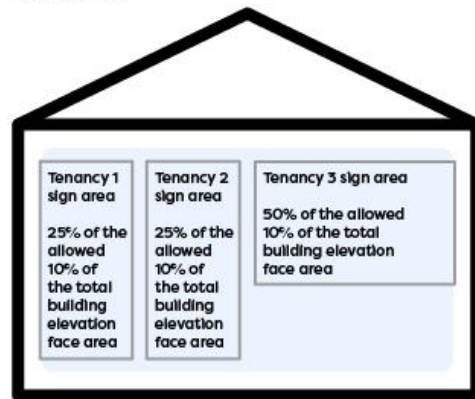 Tenancy 1
sign area
25% of the
allowed
10% of
the total
building
elevation
face area
Tenancy 2
sign area
25% of the
allowed
10% of
the total
building
elevation
face area
Tenancy 3 sign area
50% of the allowed
10% of the total
building elevation
face area